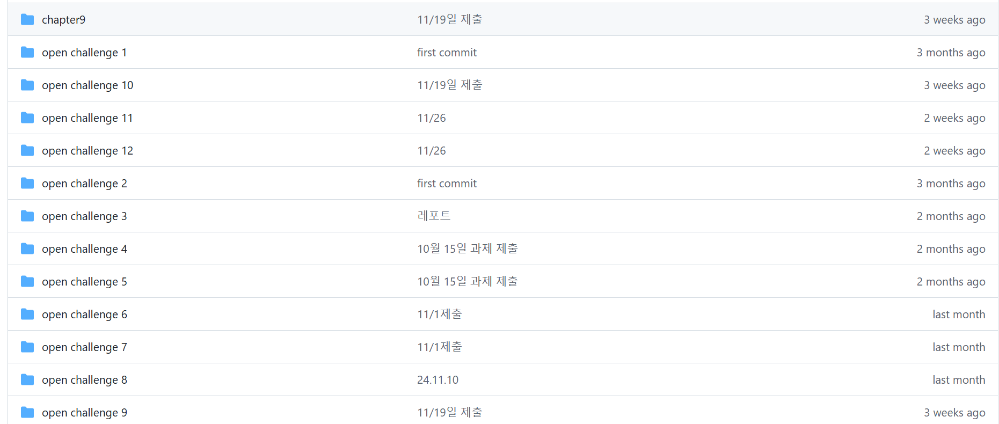 chapter9 11/19일 제출 3 weeks ago
open challenge 1 first commit 3 months ago
open challenge 10 11/19일 제출 3 weeks ago
open challenge 11 11/26 2 weeks ago
open challenge 12 11/26 2 weeks ago
open challenge 2 first commit 3 months ago
open challenge 3 레포트 2 months ago
open challenge 4 10월 15일 과제 제출 2 months ago
open challenge 5 10월 15일 과제 제출 2 months ago
open challenge 6 11/1제출 last month
open challenge 7 11/1제출 last month
open challenge 8 24.11.10 last month
open challenge 9 11/19일 제출 3 weeks ago